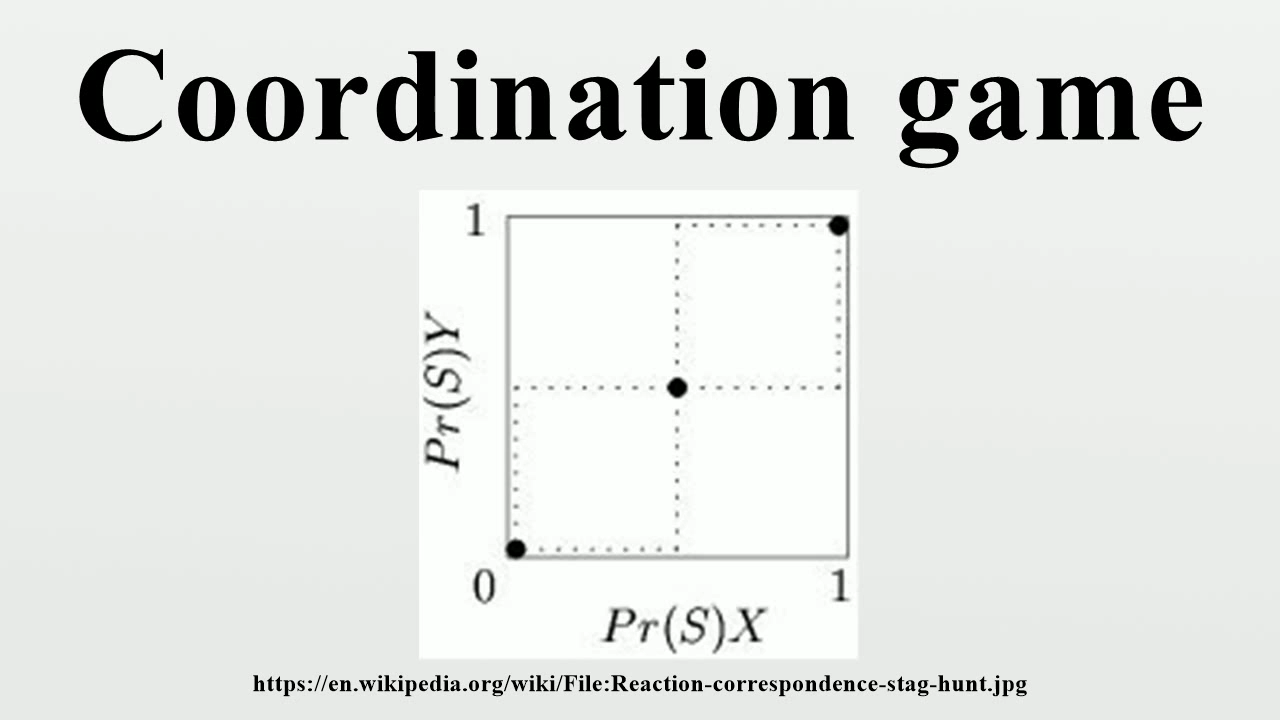 Coordination game
1
Pr(S)Y
0
1
Pr(S)X
https://en.wikipedia.org/wiki/File:Reaction-correspondence-stag-hunt.jpg